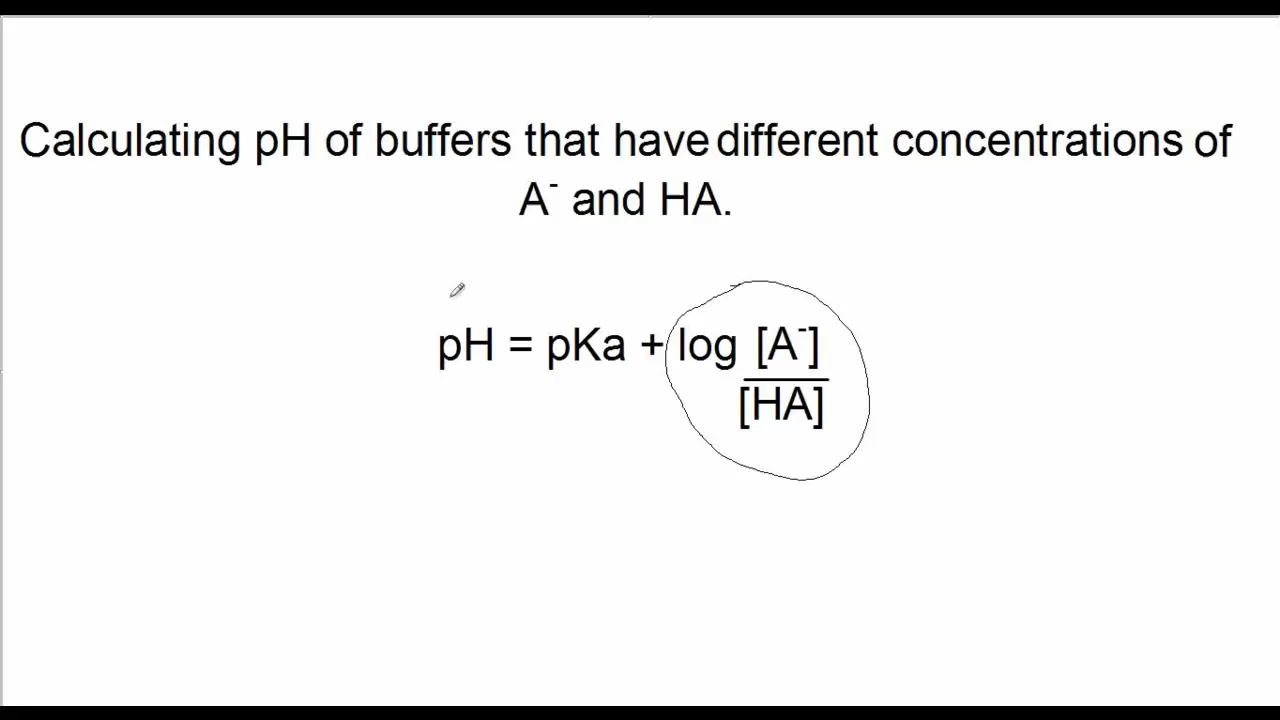 Calculating pH of buffers that have different concentrations of
A⁻ and HA.
pH = pKa + log [A⁻]
[HA]